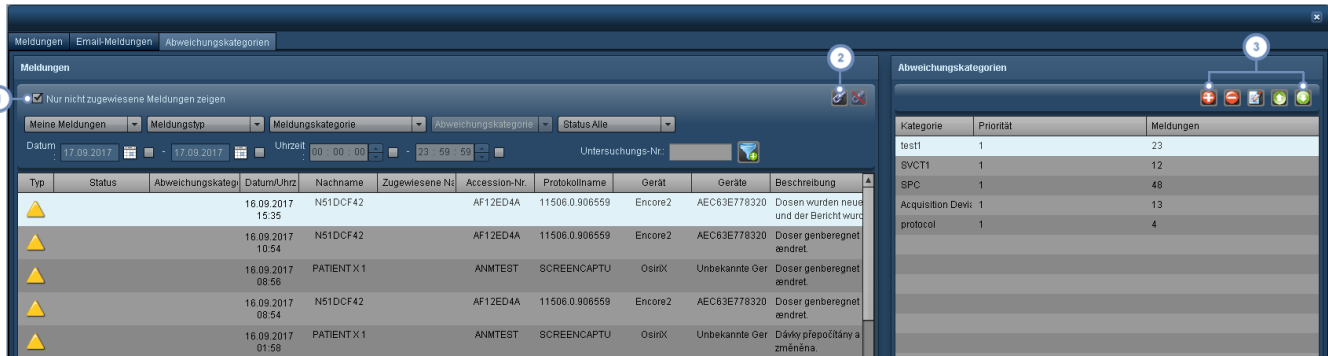 Meldungen Email-Meldungen Abweichungskategorien
Meldungen
2
Nur nicht zugewiesene Meldungen zeigen
Meine Meldungen Meldungstyp Meldungskategorie Abweichungskategorie Status Alle
Datum : 17.09.2017 - 17.09.2017 Uhrzeit : 00 : 00 : 00 - 23 : 59 : 59 Untersuchungs-Nr.:
Typ Status Abweichungskateg Datum/Uhrz Nachname Zugewiesene Na Accession-Nr. Protokollname Gerät Geräte Beschreibung
16.09.2017 N51DCF42 AF12ED4A 11506.0.906559 Encore2 AEC63E778320 Dosen wurden neue
15:35 und der Bericht wurd
16.09.2017 N51DCF42 AF12ED4A 11506.0.906559 Encore2 AEC63E778320 Doser genberegnet
10:54 ændret.
16.09.2017 PATIENT X 1 ANMTEST SCREENCAPTU OsiriX Unbekannte Ger Doser genberegnet
08:56 ændret.
16.09.2017 N51DCF42 AF12ED4A 11506.0.906559 Encore2 AEC63E778320 Doser genberegnet
08:54 ændret.
16.09.2017 PATIENT X 1 ANMTEST SCREENCAPTU OsiriX Unbekannte Ger Dávky přepočítány a
01:58 změněna.
3
Abweichungskategorien
Kategorie Priorität Meldungen
test1 1 23
SVCT1 1 12
SPC 1 48
Acquisition Devia 1 13
protocol 1 4